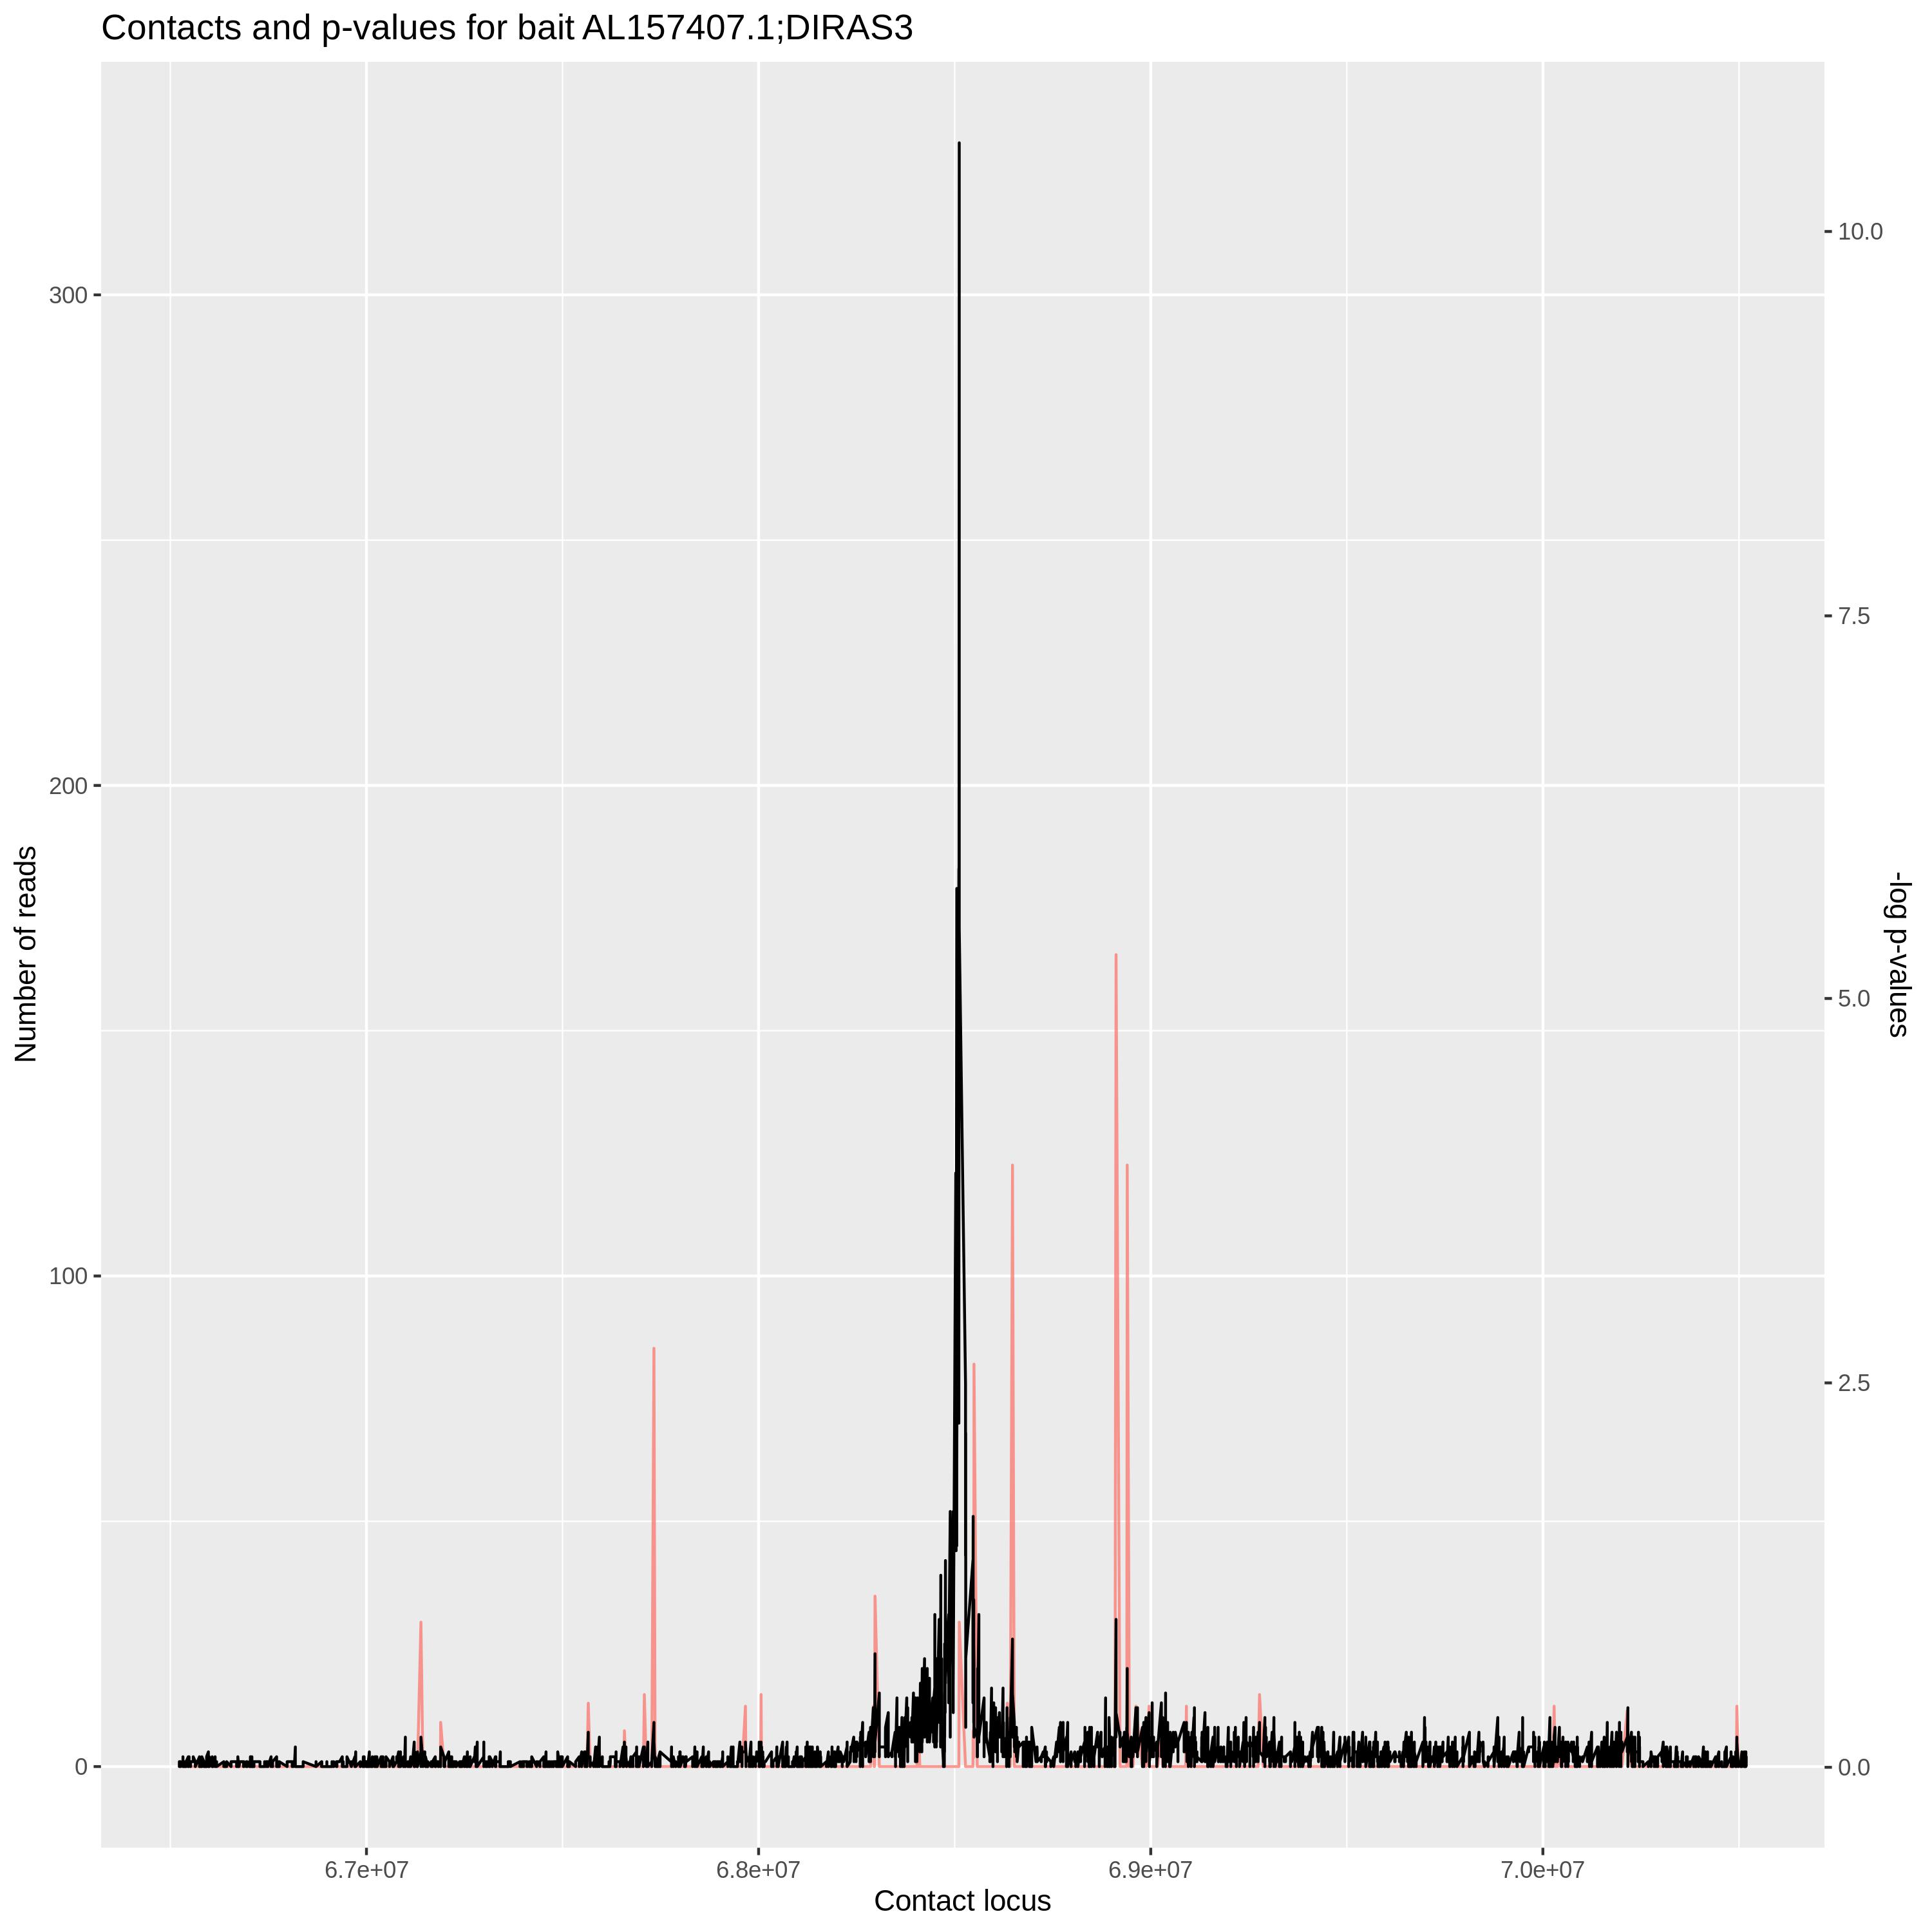 Contacts and p-values for bait AL157407.1;DIRAS3
300
200
100
0
Number of reads
10.0
7.5
5.0
2.5
0.0
-log p-values
6.7e+07
6.8e+07
6.9e+07
7.0e+07
Contact locus